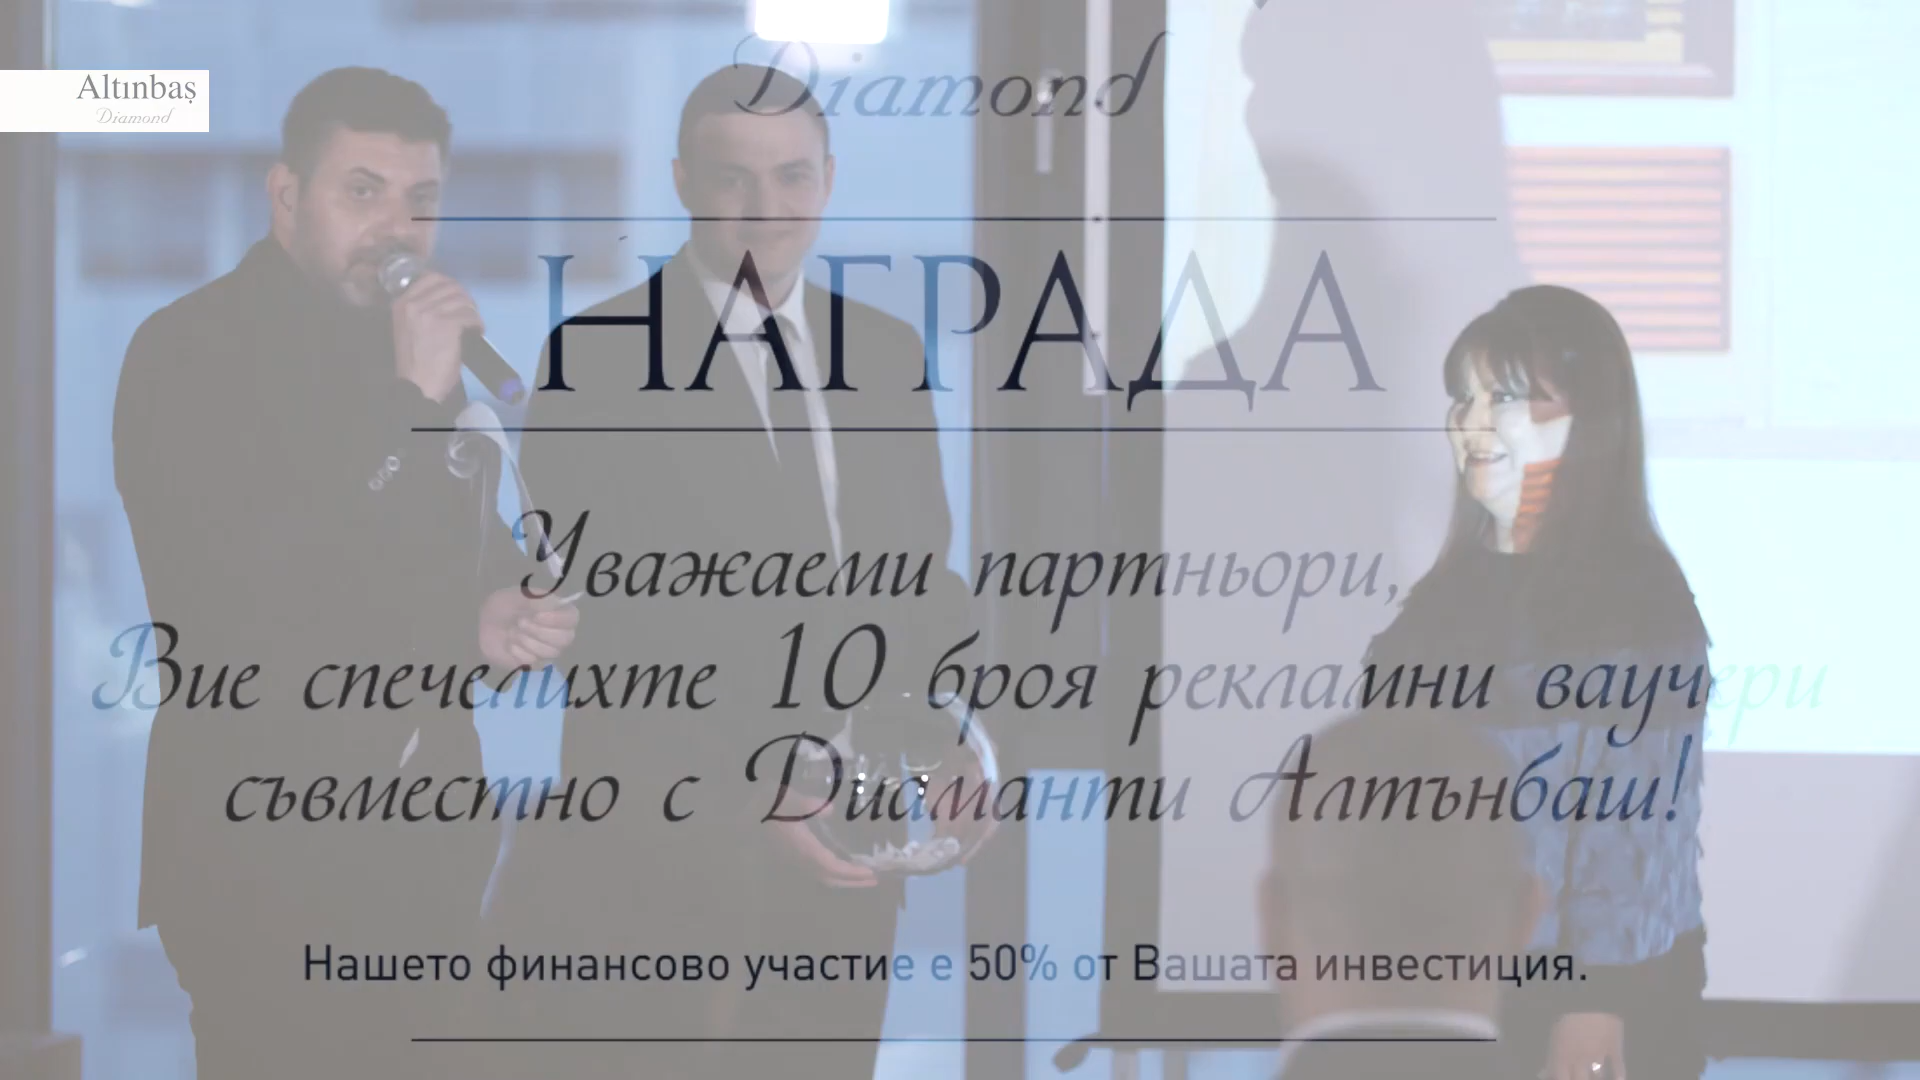 Altınbaş
Diamond
Diamond
НАГРАДА
Уважаеми партньори,
Вие спечелихте 10 броя рекламни ваучери
съвместно с Диаманти Алтънбаш!
Нашето финансово участие е 50% от Вашата инвестиция.